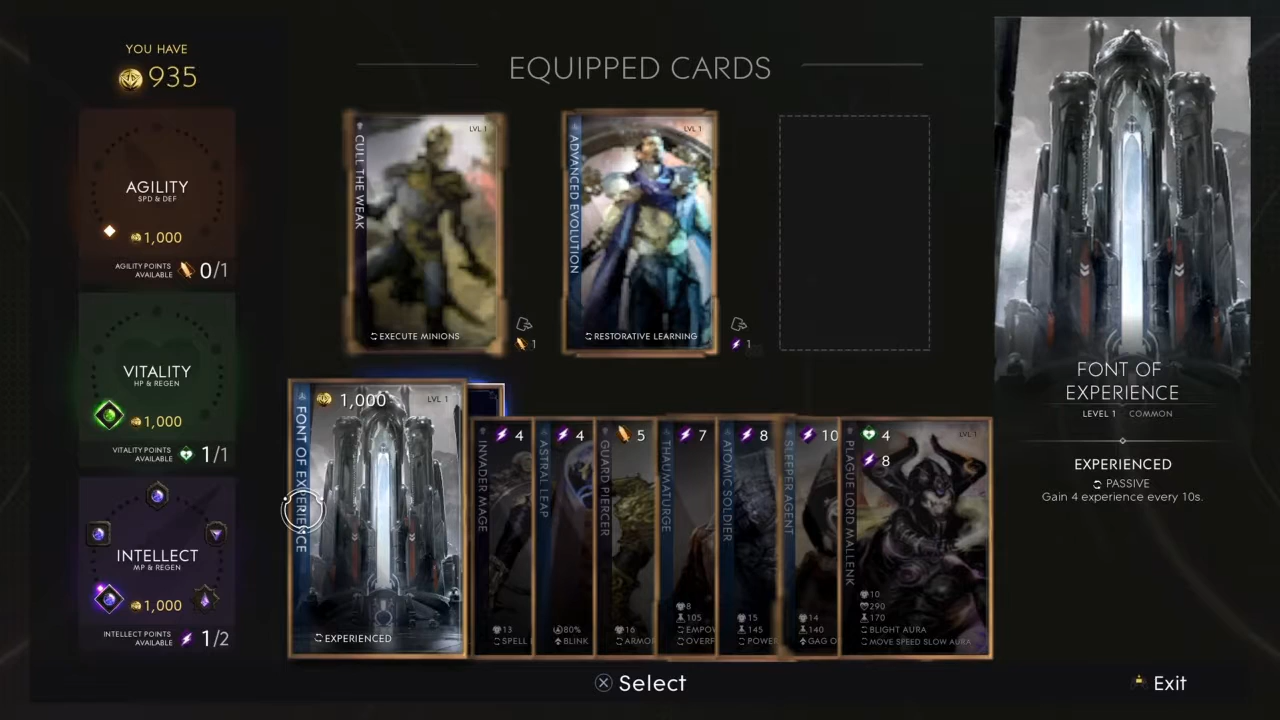 YOU HAVE
935
AGILITY
SPD & DEF
1,000
AGILITY POINTS
AVAILABLE
0/1
VITALITY
HP & REGEN
1,000
VITALITY POINTS
AVAILABLE
1/1
INTELLECT
MP & REGEN
1,000
INTELLECT POINTS
AVAILABLE
1/2
EQUIPPED CARDS
CULL THE WEAK
LVL 1
EXECUTE MINIONS
1
ADVANCED EVOLUTION
LVL 1
RESTORATIVE LEARNING
1
FONT OF EXPERIENCE
1,000
LVL 1
EXPERIENCED
4
INVADER MAGE
13
SPELL
4
ASTRAL LEAP
80%
BLINK
5
GUARD PIERCER
16
ARMO
7
THAUMATURGE
8
105
EMPO
OVERF
8
ATOMIC SOLDIER
15
145
POWE
10
SLEEPER AGENT
14
140
GAG O
4
8
LVL 1
PLAGUE LORD MALLENK
10
290
170
BLIGHT AURA
MOVE SPEED SLOW AURA
FONT OF
EXPERIENCE
LEVEL 1 COMMON
EXPERIENCED
PASSIVE
Gain 4 experience every 10s.
Select
Exit